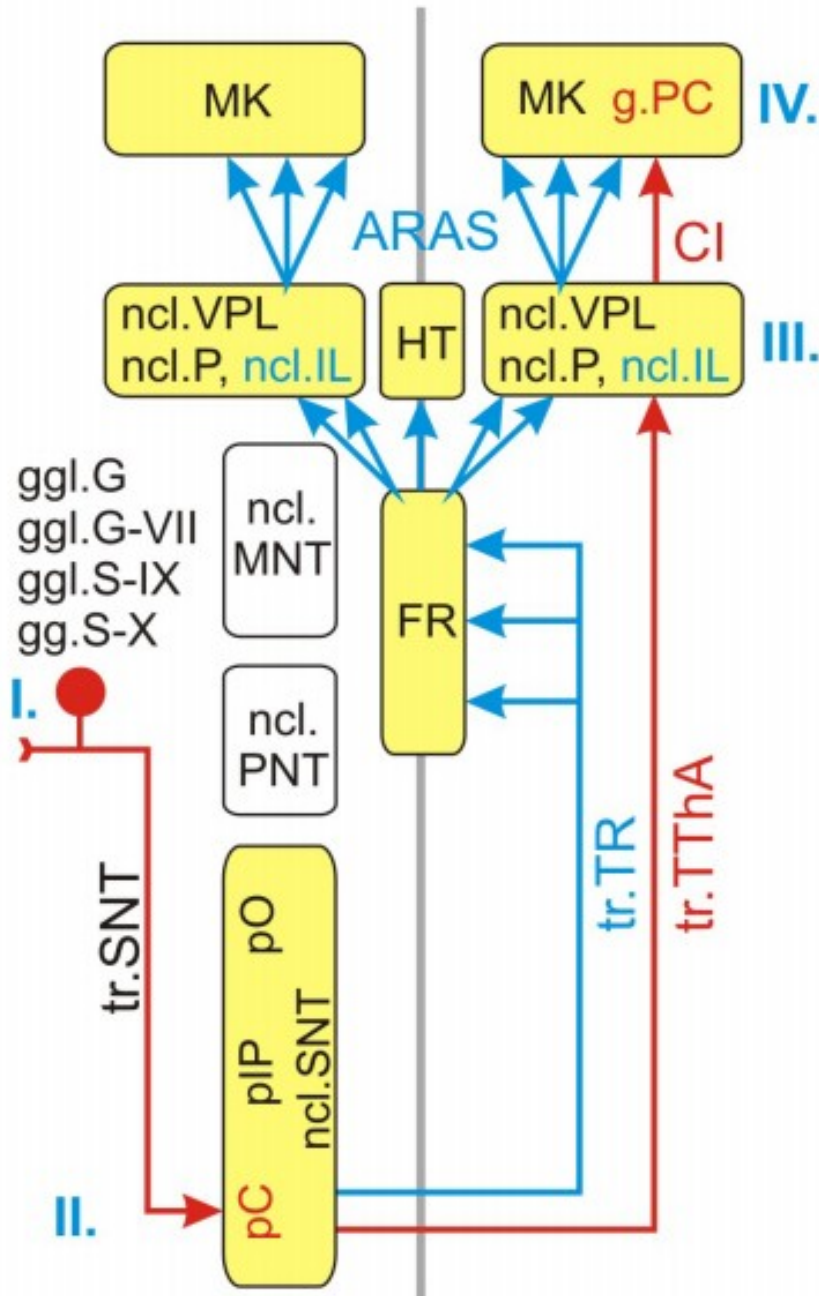 MK
MK g.PC
IV.
ARAS
CI
ncl.VPL
ncl.P, ncl.IL
HT
ncl.VPL
ncl.P, ncl.IL
III.
ggl.G
ggl.G-VII
ggl.S-IX
gg.S-X
ncl.
MNT
FR
I.
ncl.
PNT
tr.SNT
tr.TR
tr.TThA
pO
pIP
ncl.SNT
pC
II.